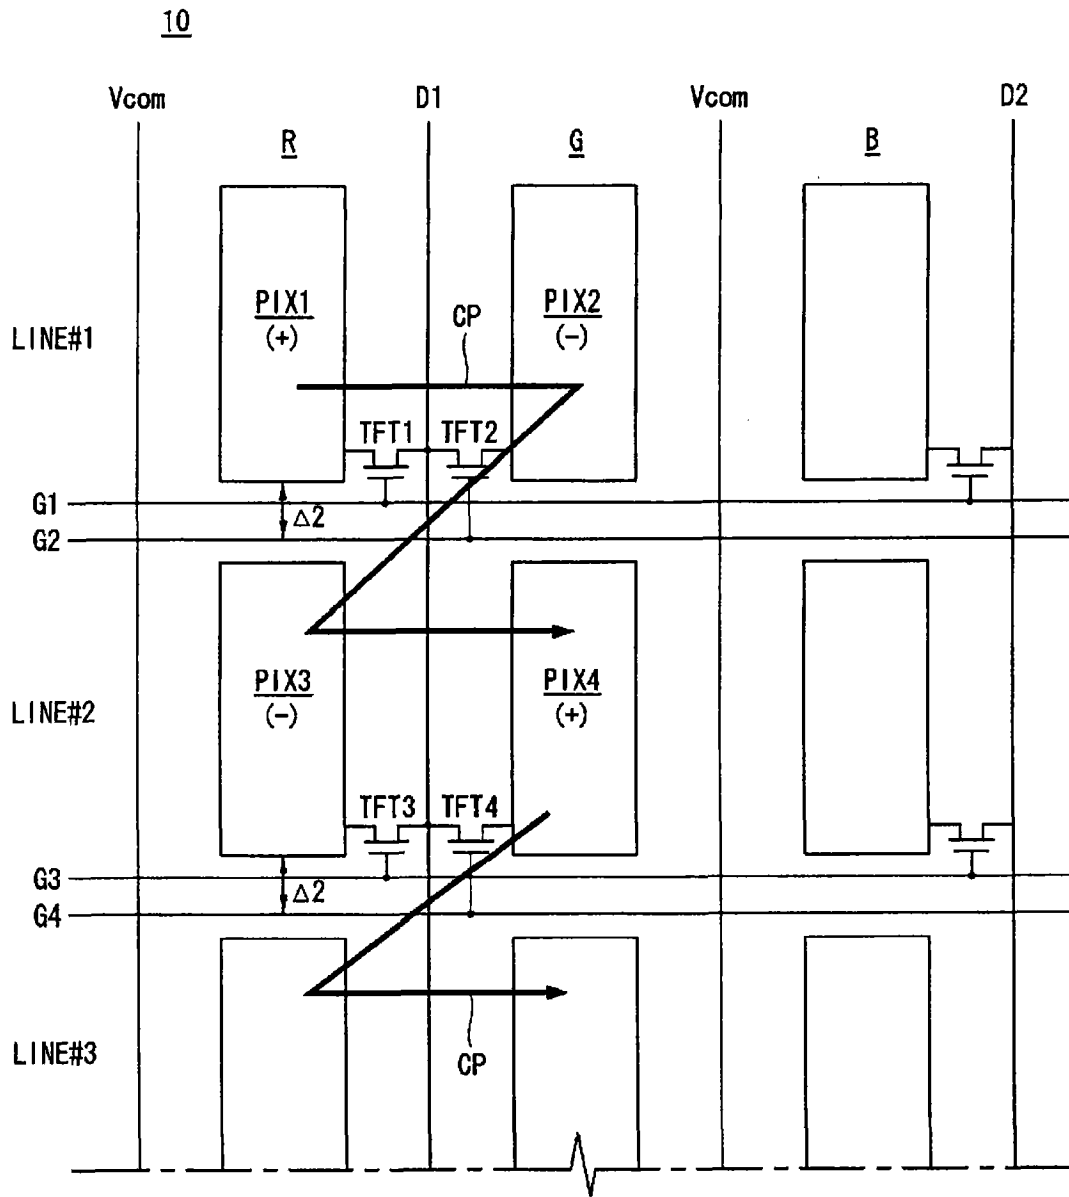 10
Vcom D1 Vcom D2
R G B
PIX1 PIX2
(+) (-)
CP
LINE#1
TFT1 TFT2
G1
Δ2
G2
PIX3 PIX4
(-) (+)
LINE#2
TFT3 TFT4
G3
Δ2
G4
LINE#3
CP